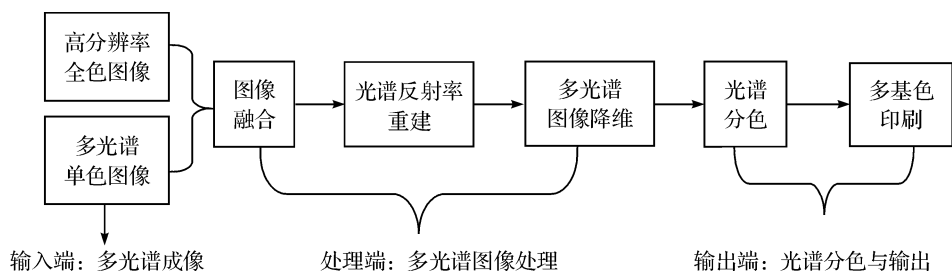 高分辨率
全色图像
多光谱
单色图像
图像
融合
光谱反射率
重建
多光谱
图像降维
光谱
分色
多基色
印刷
输入端：多光谱成像
处理端：多光谱图像处理
输出端：光谱分色与输出